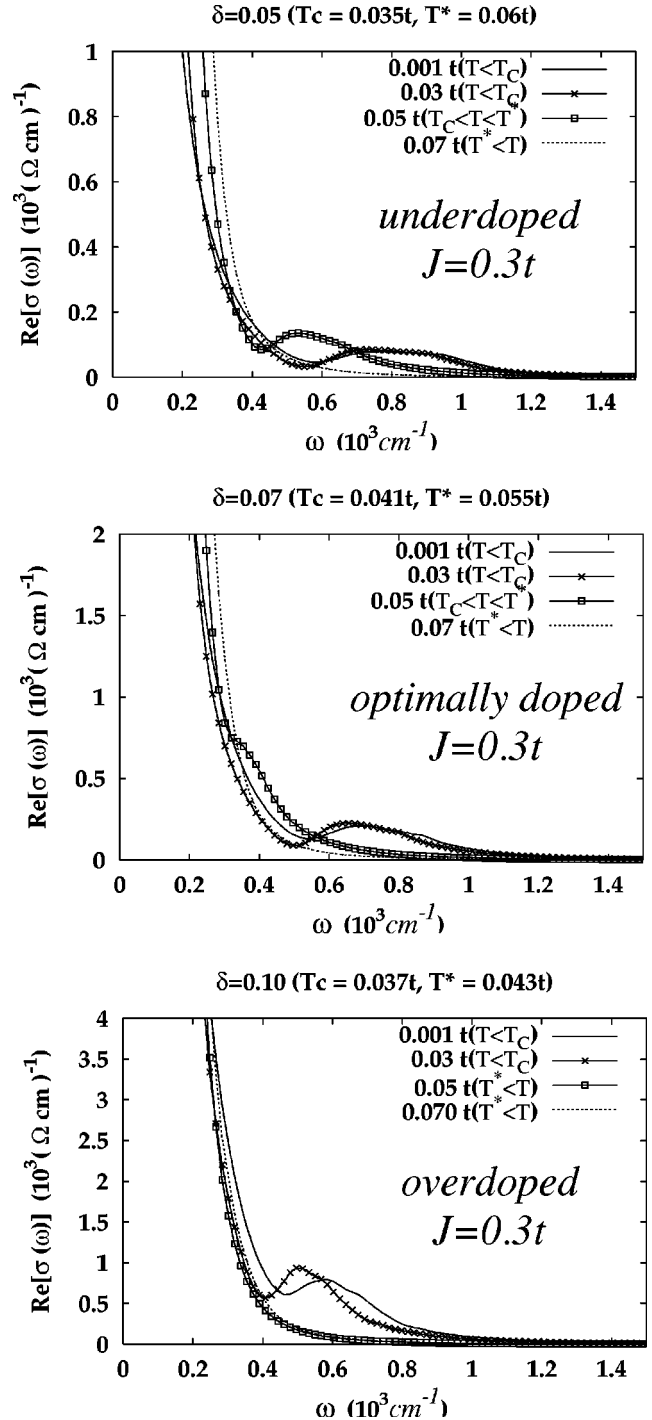 δ=0.05 (Tc = 0.035t, T* = 0.06t)
1
0.8
0.6
0.4
0.2
0
Re[σ (ω)] (10³( Ω cm )⁻¹)
0.001 t(T<T_C)
0.03 t(T<T_C)
0.05 t(T_C<T<T*)
0.07 t(T*<T)
underdoped
J=0.3t
0 0.2 0.4 0.6 0.8 1 1.2 1.4
ω (10³cm⁻¹)
δ=0.07 (Tc = 0.041t, T* = 0.055t)
2
1.5
1
0.5
0
Re[σ (ω)] (10³( Ω cm )⁻¹)
0.001 t(T<T_C)
0.03 t(T<T_C)
0.05 t(T_C<T<T*)
0.07 t(T*<T)
optimally doped
J=0.3t
0 0.2 0.4 0.6 0.8 1 1.2 1.4
ω (10³cm⁻¹)
δ=0.10 (Tc = 0.037t, T* = 0.043t)
4
3.5
3
2.5
2
1.5
1
0.5
0
Re[σ (ω)] (10³( Ω cm )⁻¹)
0.001 t(T<T_C)
0.03 t(T<T_C)
0.05 t(T*<T)
0.070 t(T*<T)
overdoped
J=0.3t
0 0.2 0.4 0.6 0.8 1 1.2 1.4
ω (10³cm⁻¹)